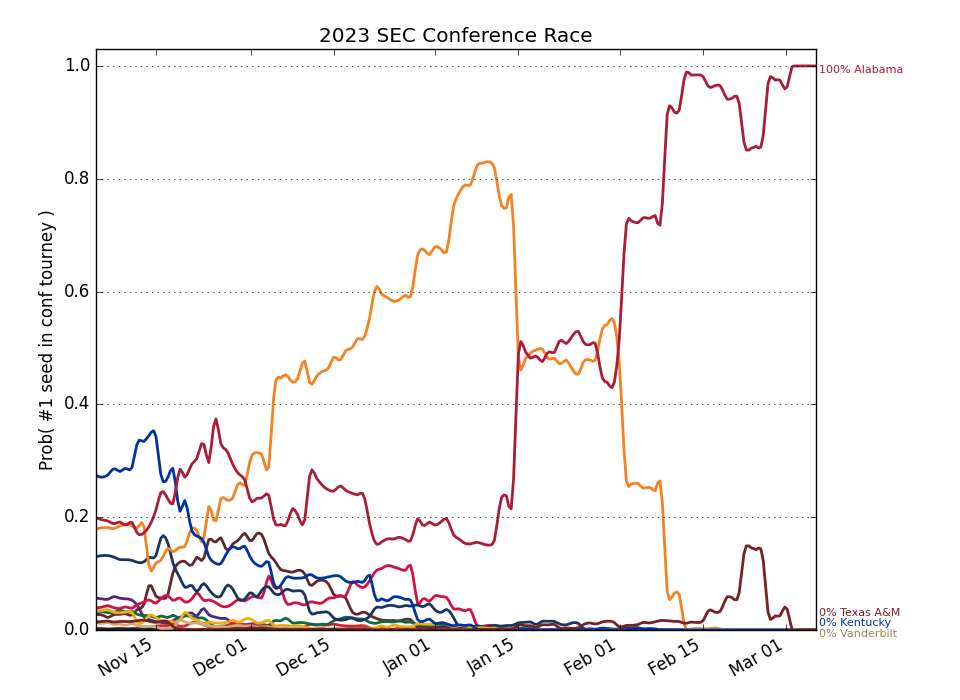 2023 SEC Conference Race
Prob( #1 seed in conf tourney )
1.0
0.8
0.6
0.4
0.2
0.0
Nov 15
Dec 01
Dec 15
Jan 01
Jan 15
Feb 01
Feb 15
Mar 01
100% Alabama
0% Texas A&M
0% Kentucky
0% Vanderbilt